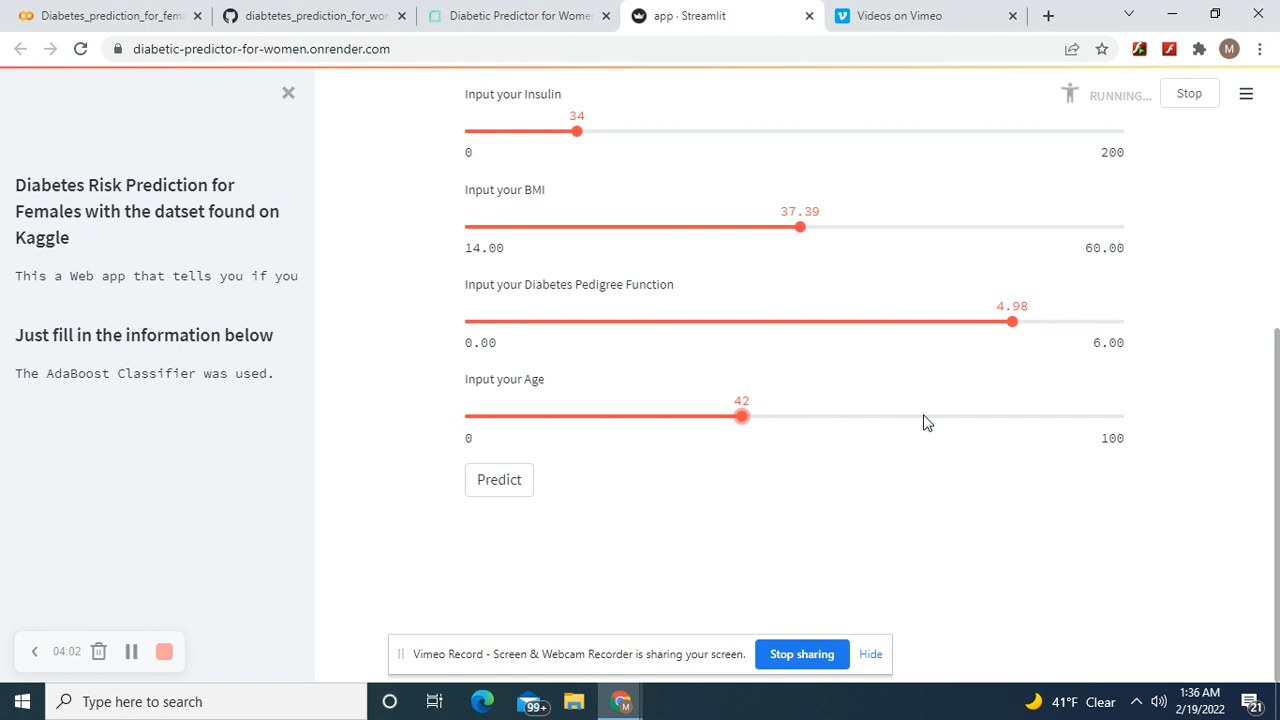 Diabetes_prediction_for_fema
diabtetes_prediction_for_wor
Diabetic Predictor for Women
app · Streamlit
Videos on Vimeo
diabetic-predictor-for-women.onrender.com
M
Input your Insulin
RUNNING...
Stop
34
0
200
Diabetes Risk Prediction for
Females with the datset found on
Kaggle
This a Web app that tells you if you
Just fill in the information below
The AdaBoost Classifier was used.
Input your BMI
37.39
14.00
60.00
Input your Diabetes Pedigree Function
4.98
0.00
6.00
Input your Age
42
0
100
Predict
04:02
Vimeo Record - Screen & Webcam Recorder is sharing your screen.
Stop sharing
Hide
Type here to search
99+
M
41°F Clear
1:36 AM
2/19/2022
21